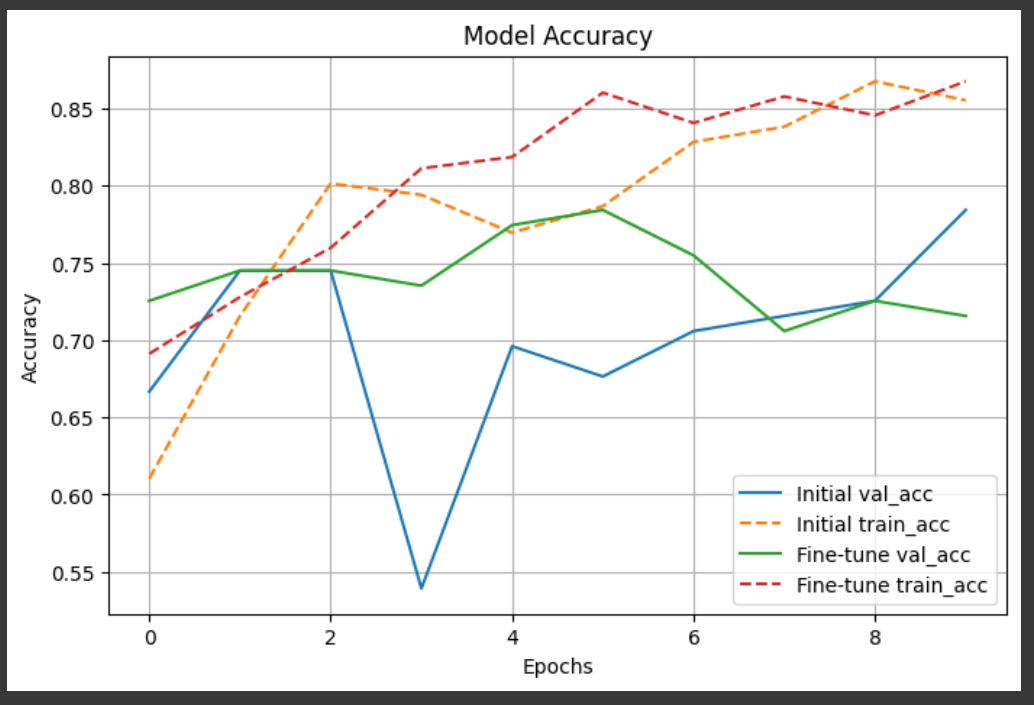 Model Accuracy
Accuracy
0.85
0.80
0.75
0.70
0.65
0.60
0.55
Initial val_acc
Initial train_acc
Fine-tune val_acc
Fine-tune train_acc
0 2 4 6 8
Epochs